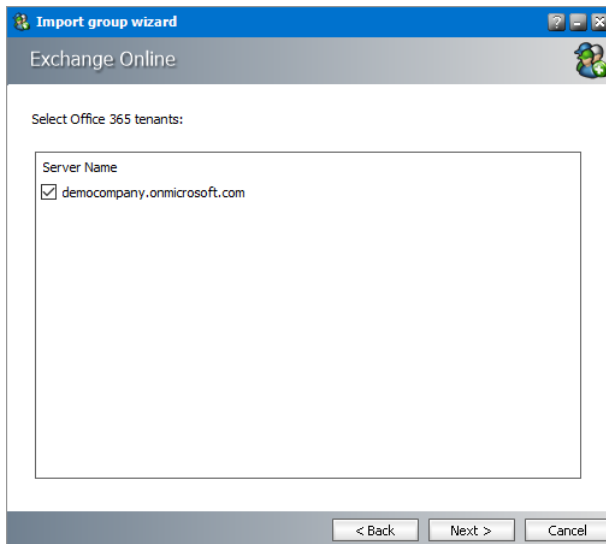 Import group wizard
Exchange Online
Select Office 365 tenants:
Server Name
democompany.onmicrosoft.com
< Back Next > Cancel